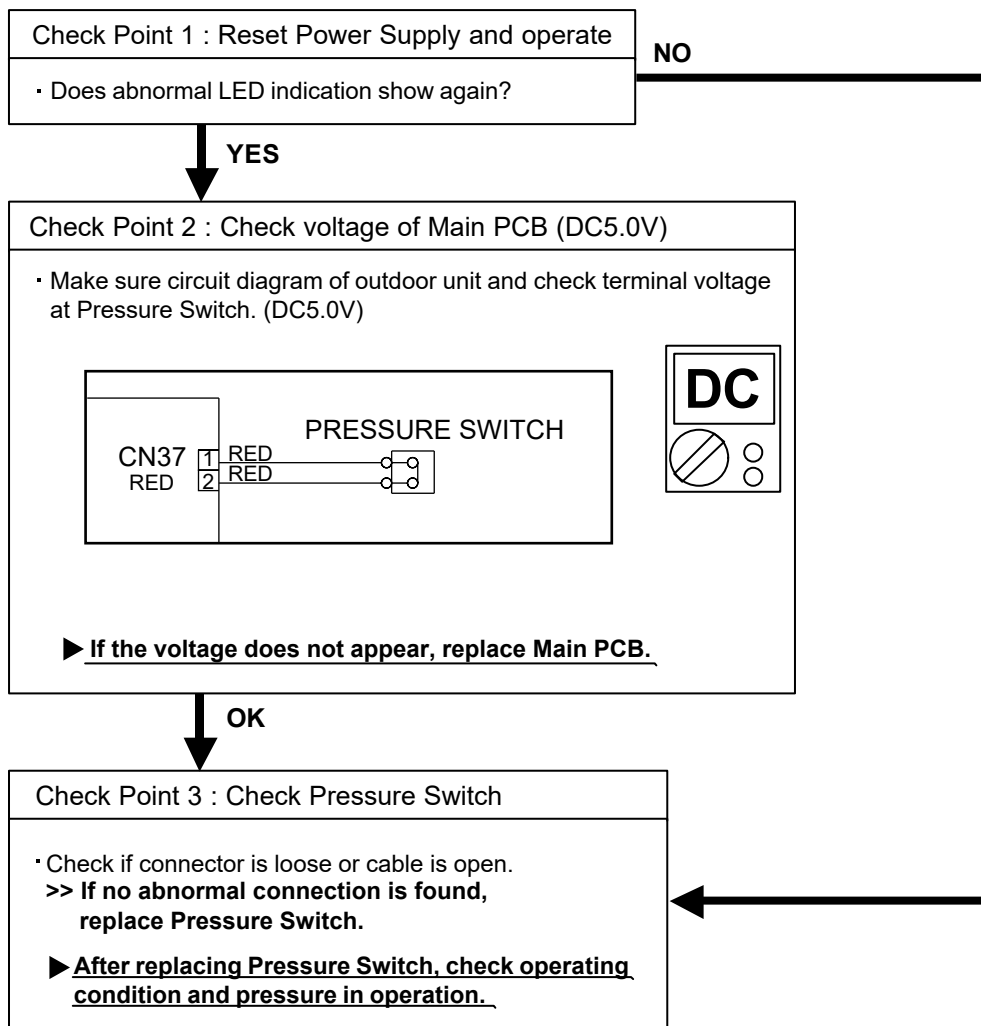 Check Point 1 : Reset Power Supply and operate
NO
▪ Does abnormal LED indication show again?
YES
Check Point 2 : Check voltage of Main PCB (DC5.0V)
▪ Make sure circuit diagram of outdoor unit and check terminal voltage
at Pressure Switch. (DC5.0V)
DC
PRESSURE SWITCH
CN37 1 RED
RED 2 RED
▶ If the voltage does not appear, replace Main PCB.
OK
Check Point 3 : Check Pressure Switch
▪ Check if connector is loose or cable is open.
>> If no abnormal connection is found,
replace Pressure Switch.
▶ After replacing Pressure Switch, check operating
condition and pressure in operation.